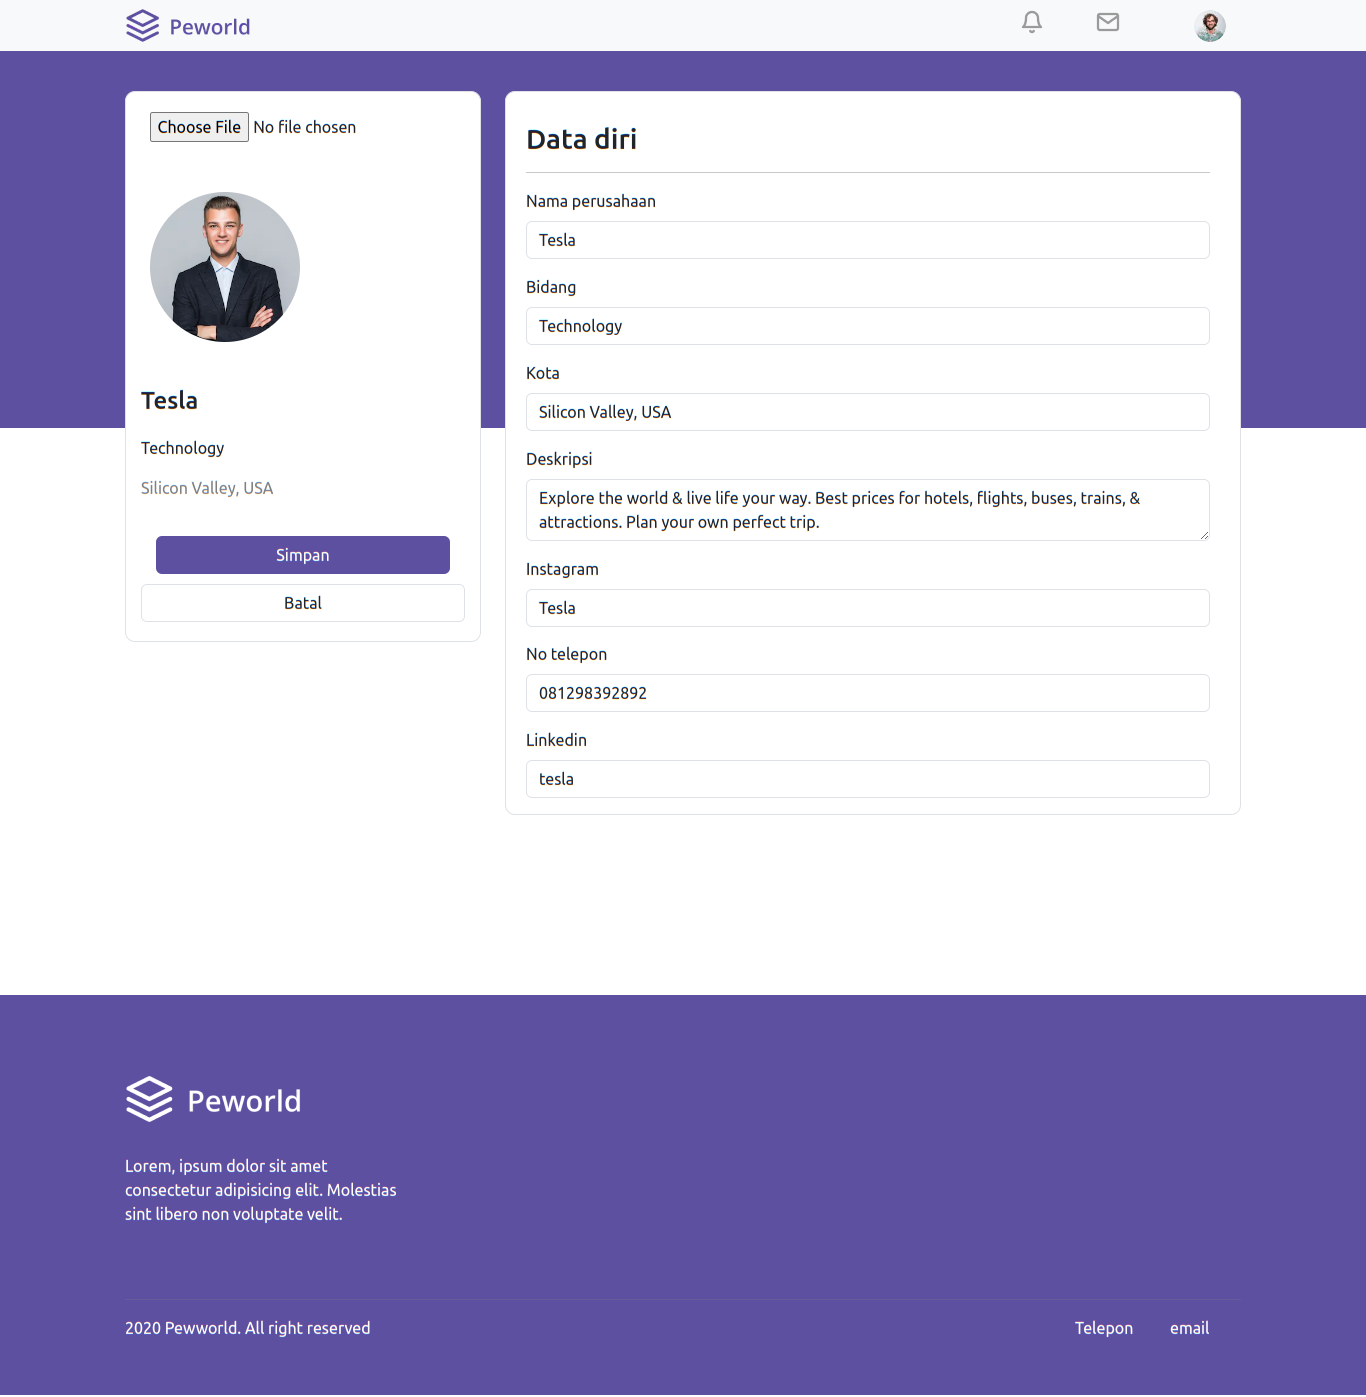 Peworld
Choose File No file chosen
Tesla
Technology
Silicon Valley, USA
Simpan
Batal
Data diri
Nama perusahaan
Tesla
Bidang
Technology
Kota
Silicon Valley, USA
Deskripsi
Explore the world & live life your way. Best prices for hotels, flights, buses, trains, &
attractions. Plan your own perfect trip.
Instagram
Tesla
No telepon
081298392892
Linkedin
tesla
Peworld
Lorem, ipsum dolor sit amet
consectetur adipisicing elit. Molestias
sint libero non voluptate velit.
2020 Pewworld. All right reserved
Telepon email